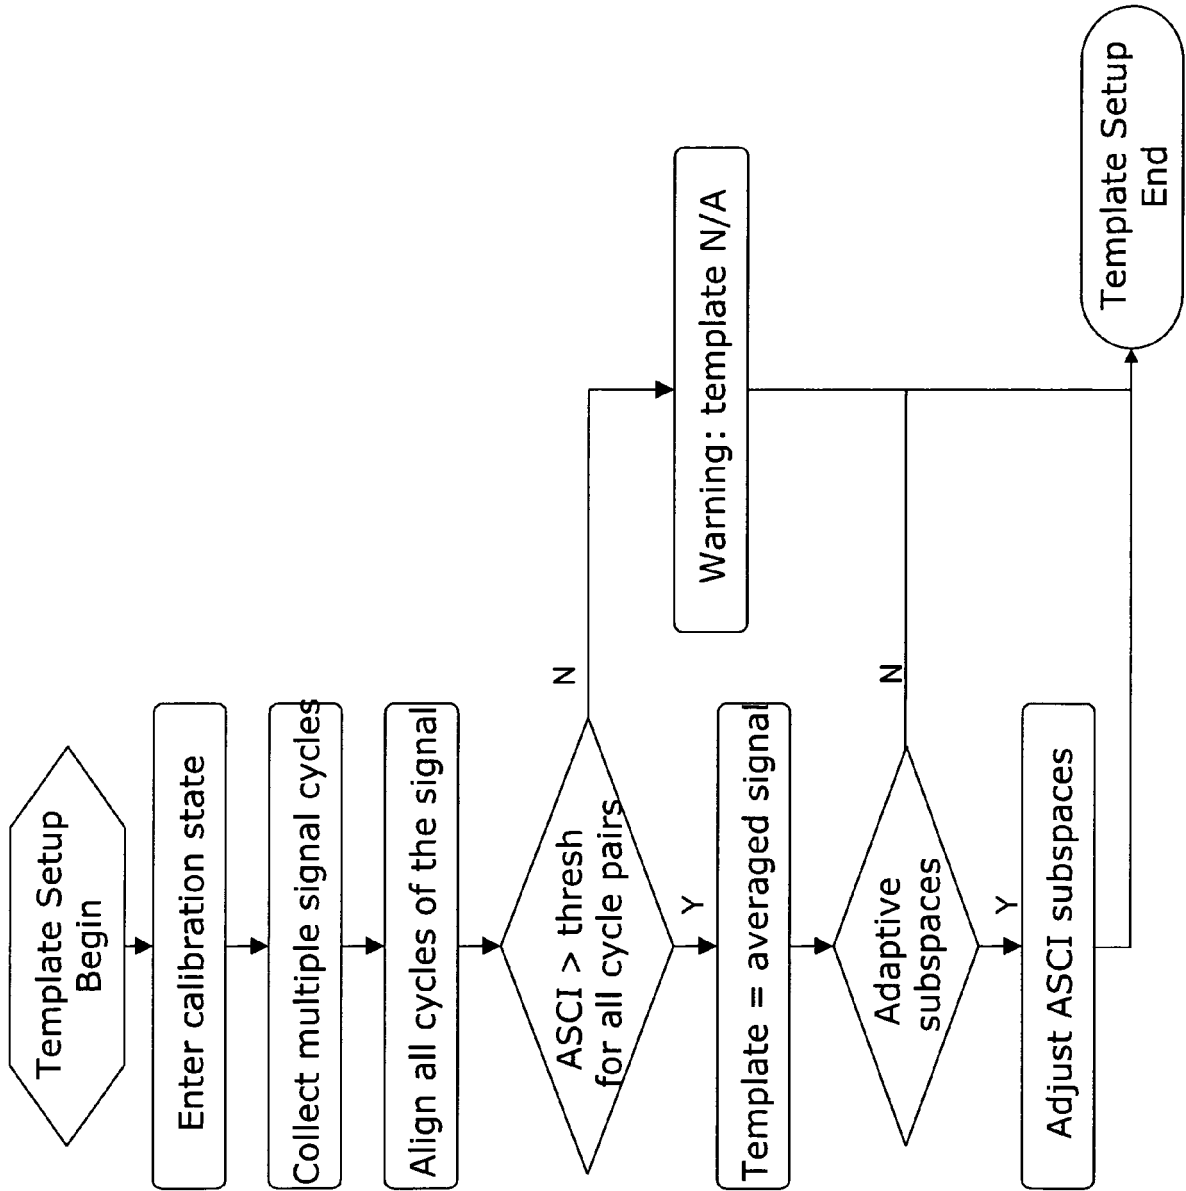 Template Setup
Begin
Enter calibration state
Collect multiple signal cycles
Align all cycles of the signal
ASCI > thresh
for all cycle pairs
N
Y
Warning: template N/A
Template = averaged signal
Adaptive
subspaces
N
Y
Adjust ASCI subspaces
Template Setup
End